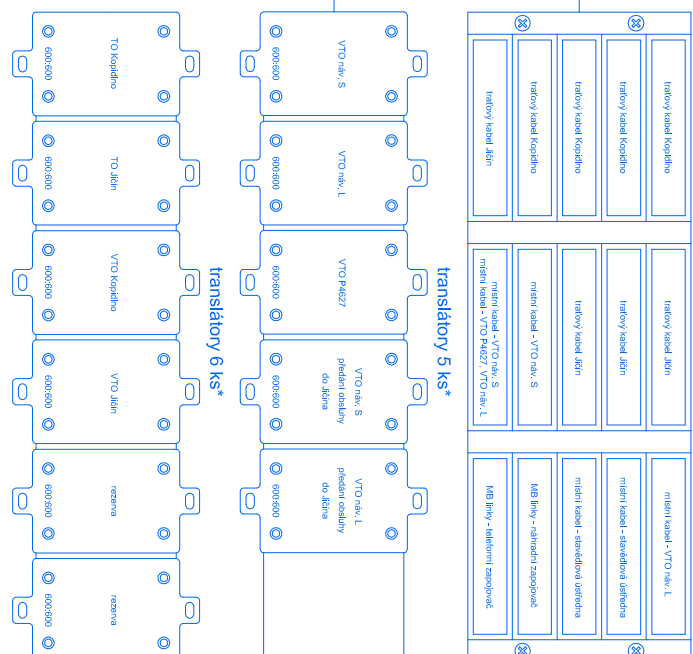 traťový kabel Kopidlno
traťový kabel Kopidlno
traťový kabel Kopidlno
traťový kabel Kopidlno
traťový kabel Jičín
traťový kabel Jičín
traťový kabel Jičín
traťový kabel Jičín
místní kabel - VTO náv. S
místní kabel - VTO náv. S
místní kabel - VTO P4627, VTO náv. L
místní kabel - VTO náv. L
místní kabel - stavědlová ústředna
místní kabel - stavědlová ústředna
MB linky - náhradní zapojovač
MB linky - telefonní zapojovač
translátory 5 ks*
VTO náv. S
600:600
VTO náv. L
600:600
VTO P4627
600:600
VTO náv. S
předání obsluhy
do Jičína
600:600
VTO náv. L
předání obsluhy
do Jičína
600:600
translátory 6 ks*
TO Kopidlno
600:600
TO Jičín
600:600
VTO Kopidlno
600:600
VTO Jičín
600:600
rezerva
600:600
rezerva
600:600